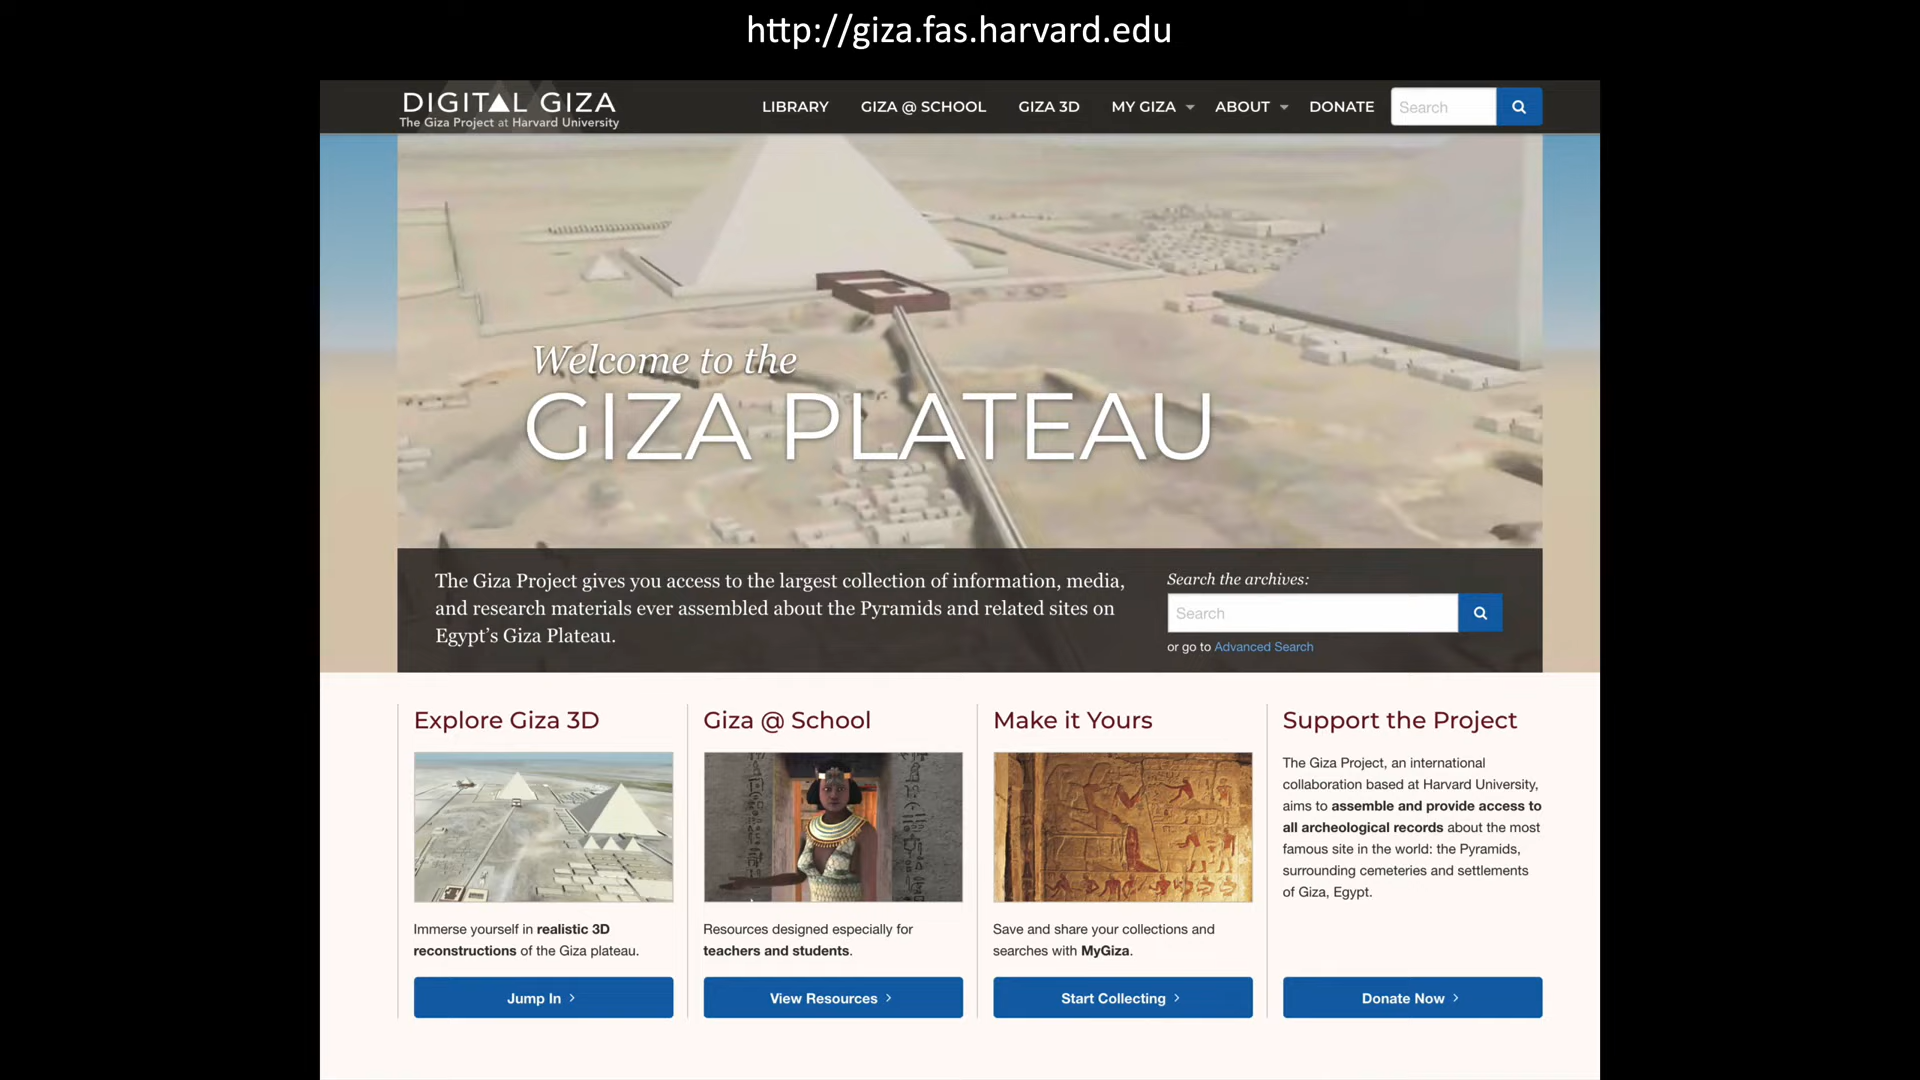 http://giza.fas.harvard.edu
DIGITAL GIZA
The Giza Project at Harvard University
LIBRARY
GIZA @ SCHOOL
GIZA 3D
MY GIZA
ABOUT
DONATE
Search
Welcome to the
GIZA PLATEAU
The Giza Project gives you access to the largest collection of information, media,
and research materials ever assembled about the Pyramids and related sites on
Egypt’s Giza Plateau.
Search the archives:
Search
or go to Advanced Search
Explore Giza 3D
Immerse yourself in realistic 3D
reconstructions of the Giza plateau.
Jump In
Giza @ School
Resources designed especially for
teachers and students.
View Resources
Make it Yours
Save and share your collections and
searches with MyGiza.
Start Collecting
Support the Project
The Giza Project, an international
collaboration based at Harvard University,
aims to assemble and provide access to
all archeological records about the most
famous site in the world: the Pyramids,
surrounding cemeteries and settlements
of Giza, Egypt.
Donate Now